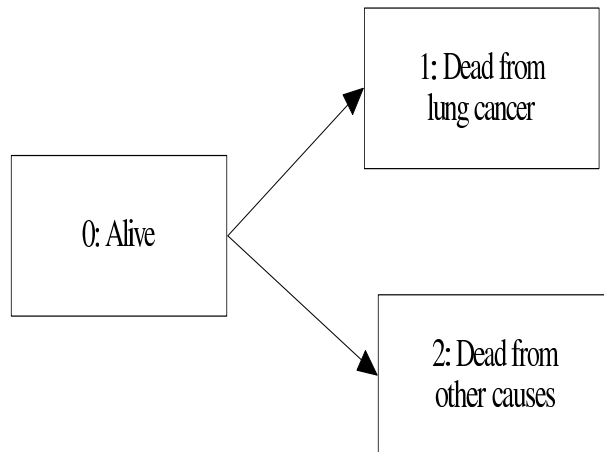 1: Dead from
lung cancer
0: Alive
2: Dead from
other causes